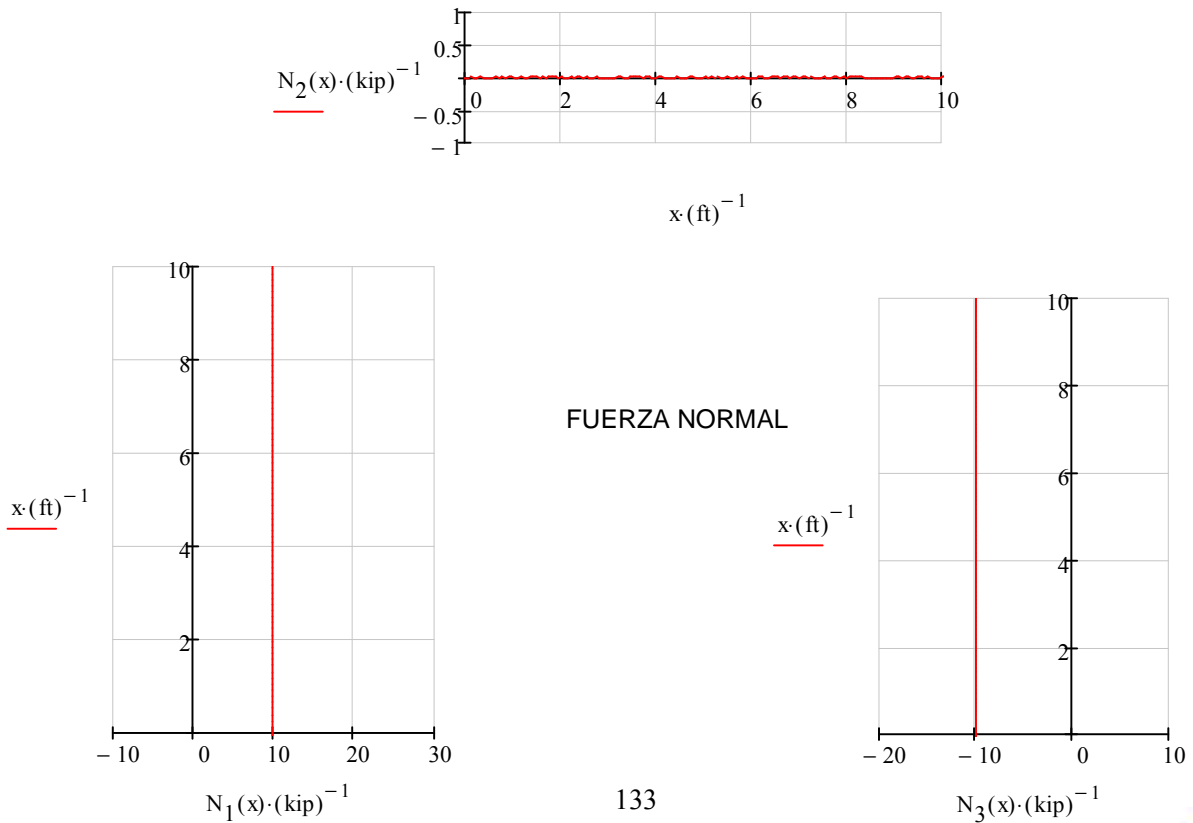 1
0.5
N2(x)·(kip)⁻¹
0 2 4 6 8 10
− 0.5
− 1
x·(ft)⁻¹
10
8
6
4
2
x·(ft)⁻¹
− 10 0 10 20 30
N1(x)·(kip)⁻¹
FUERZA NORMAL
10
8
6
4
2
x·(ft)⁻¹
− 20 − 10 0 10
N3(x)·(kip)⁻¹
133